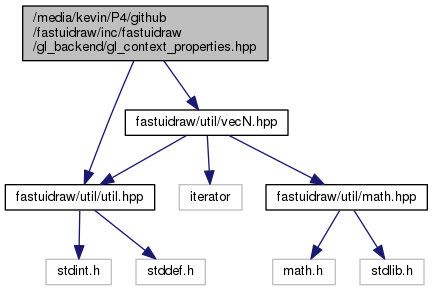 /media/kevin/P4/github
/fastuidraw/inc/fastuidraw
/gl_backend/gl_context_properties.hpp
fastuidraw/util/vecN.hpp
fastuidraw/util/util.hpp
iterator
fastuidraw/util/math.hpp
stdint.h
stddef.h
math.h
stdlib.h